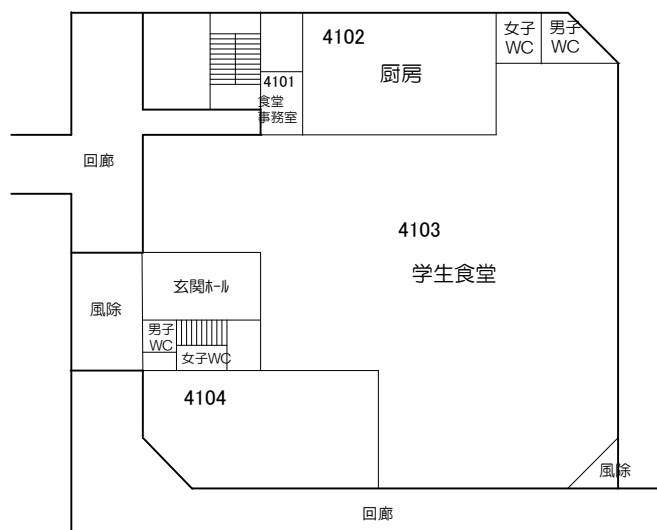 4102
厨房
女子
WC
男子
WC
4101
食堂
事務室
回廊
4103
学生食堂
玄関ﾎｰﾙ
風除
男子
WC
女子WC
4104
風除
回廊